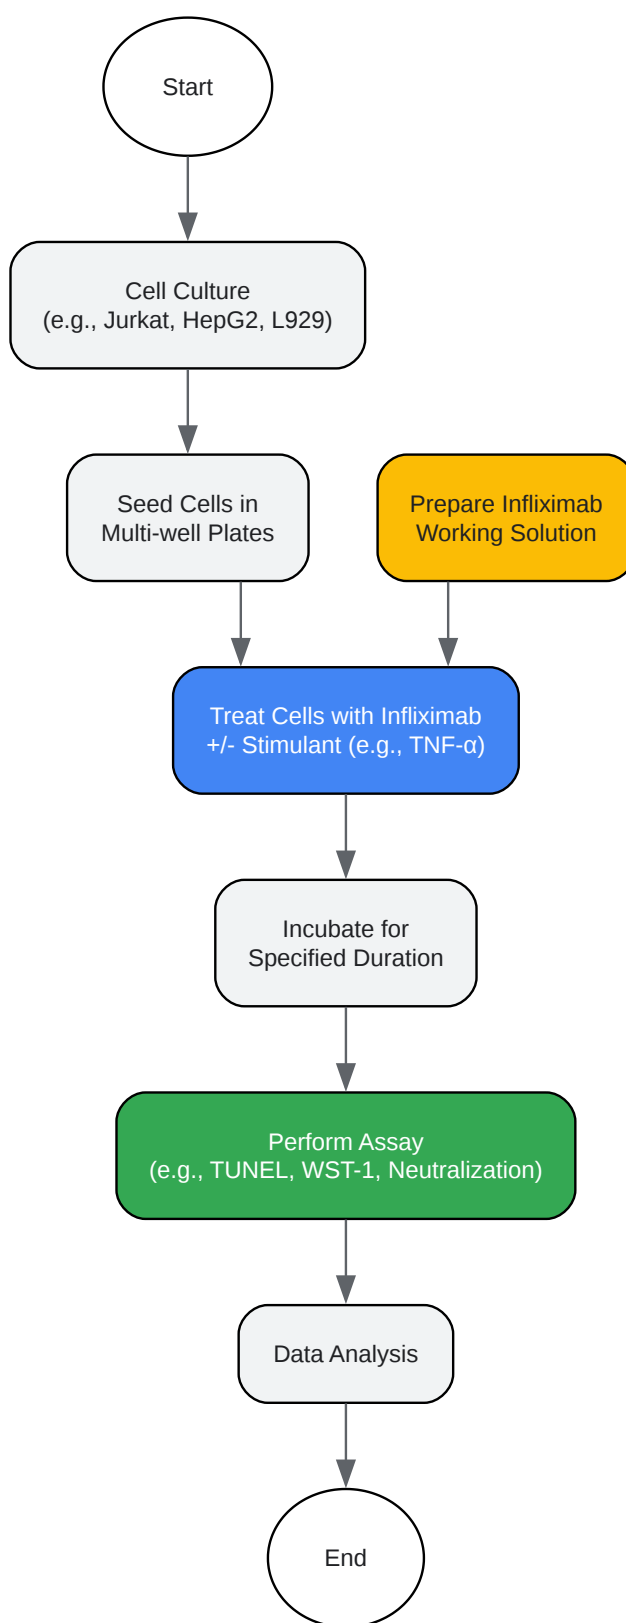 Start
Cell Culture
(e.g., Jurkat, HepG2, L929)
Seed Cells in
Multi-well Plates
Prepare Infliximab
Working Solution
Treat Cells with Infliximab
+/- Stimulant (e.g., TNF-α)
Incubate for
Specified Duration
Perform Assay
(e.g., TUNEL, WST-1, Neutralization)
Data Analysis
End